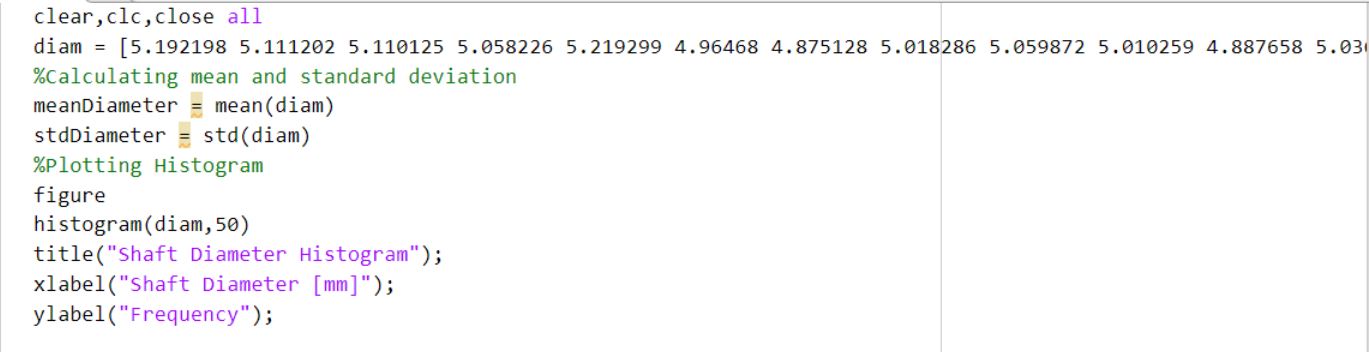 clear,clc,close all
diam = [5.192198 5.111202 5.110125 5.058226 5.219299 4.96468 4.875128 5.018286 5.059872 5.010259 4.887658 5.03
%Calculating mean and standard deviation
meanDiameter = mean(diam)
stdDiameter = std(diam)
%Plotting Histogram
figure
histogram(diam,50)
title("Shaft Diameter Histogram");
xlabel("Shaft Diameter [mm]");
ylabel("Frequency");